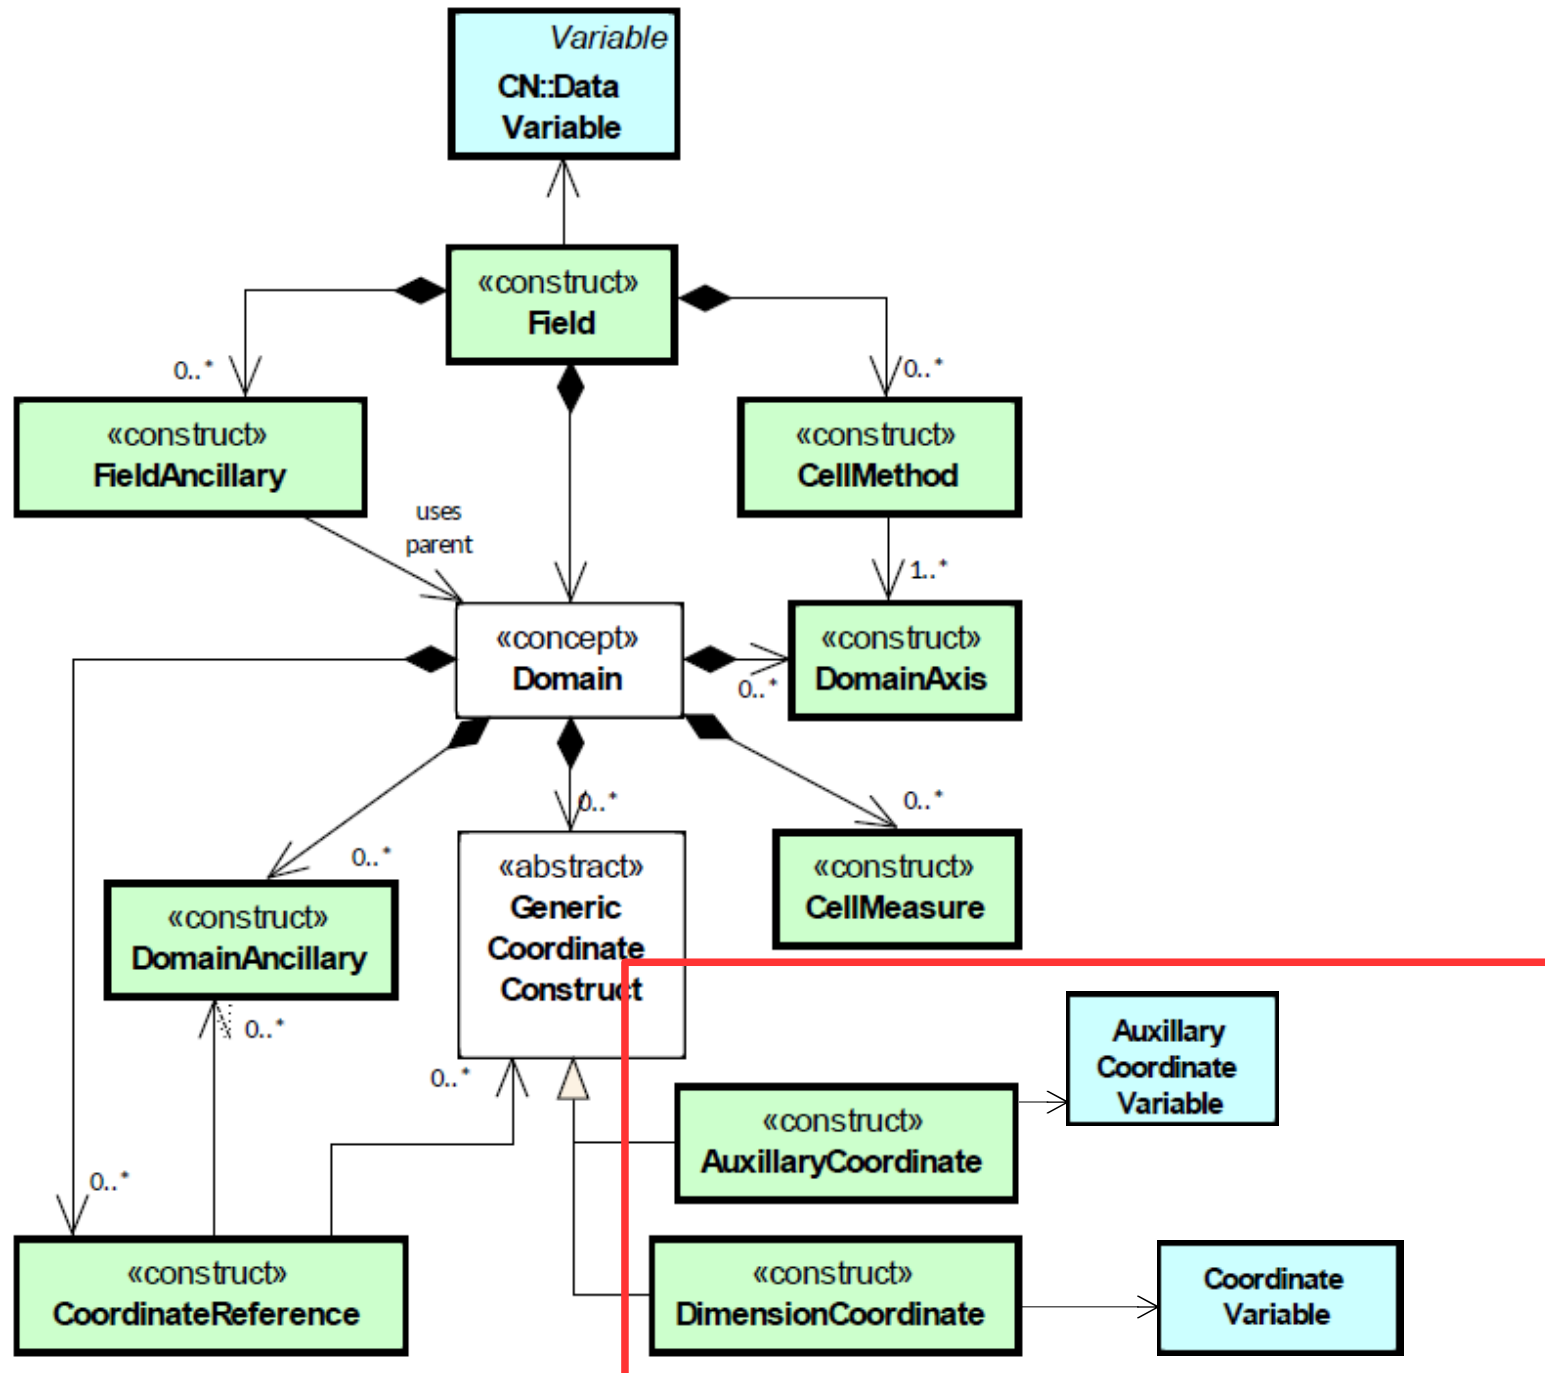 Variable
CN::Data
Variable
«construct»
Field
0..*
0..*
«construct»
FieldAncillary
«construct»
CellMethod
uses
parent
1..*
«concept»
Domain
«construct»
DomainAxis
0..*
0..*
0..*
0..*
«construct»
DomainAncillary
«abstract»
Generic
Coordinate
Construct
«construct»
CellMeasure
0..*
0..*
Auxillary
Coordinate
Variable
«construct»
AuxillaryCoordinate
0..*
«construct»
CoordinateReference
«construct»
DimensionCoordinate
Coordinate
Variable